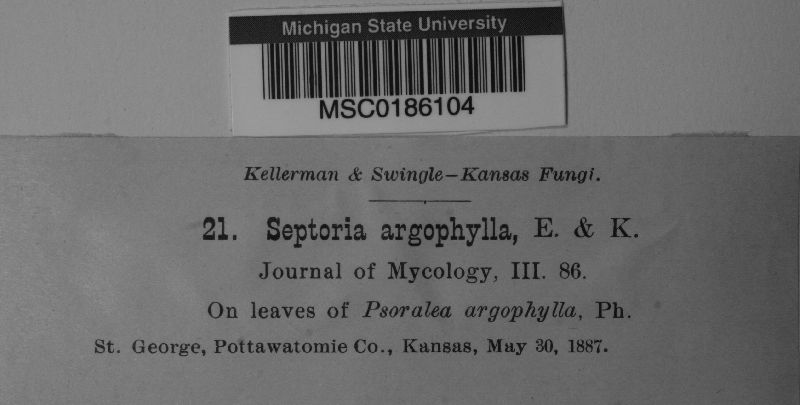 Michigan State University
MSC0186104
Kellerman & Swingle—Kansas Fungi.
21. Septoria argophylla, E. & K.
Journal of Mycology, III. 86.
On leaves of Psoralea argophylla, Ph.
St. George, Pottawatomie Co., Kansas, May 30, 1887.